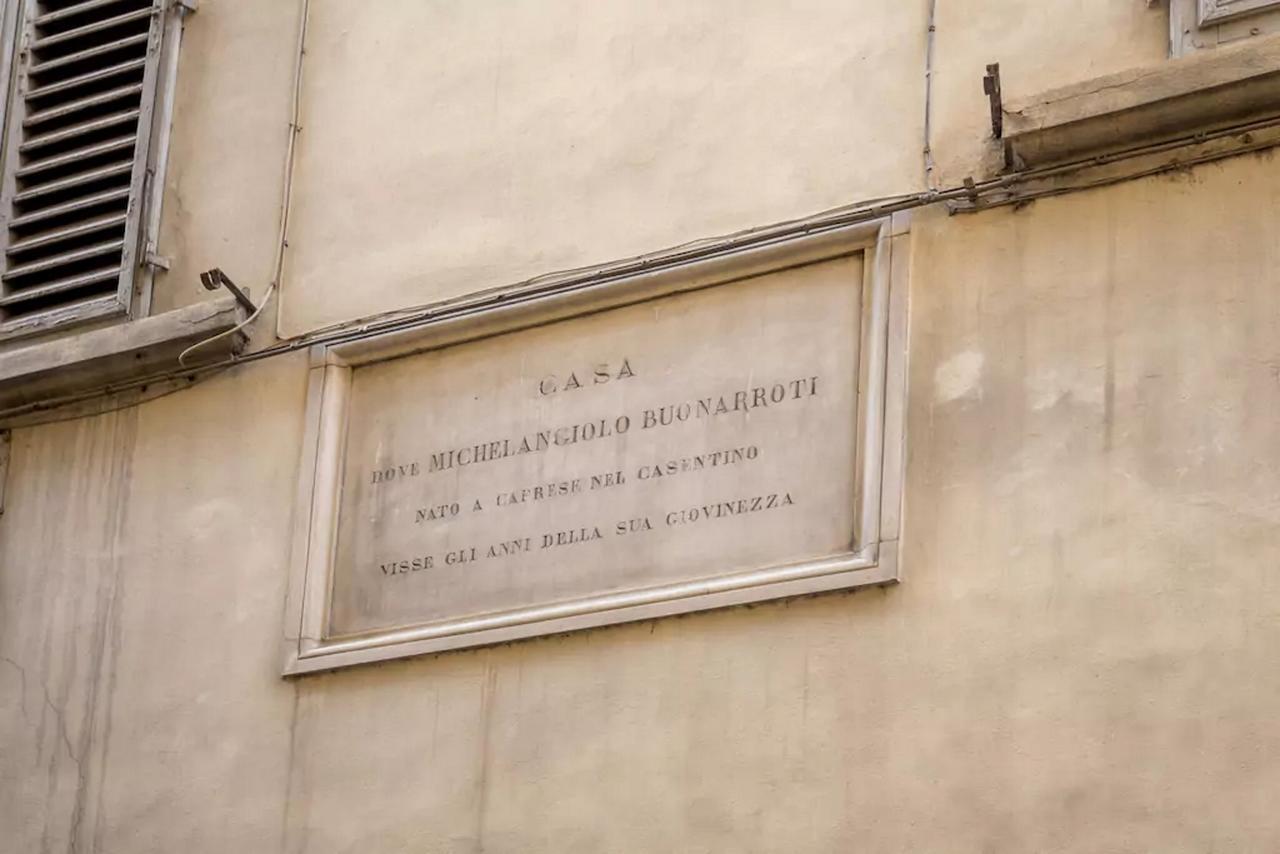 CASA
DOVE MICHELANGIOLO BUONARROTI
NATO A CAPRESE NEL CASENTINO
VISSE GLI ANNI DELLA SUA GIOVINEZZA